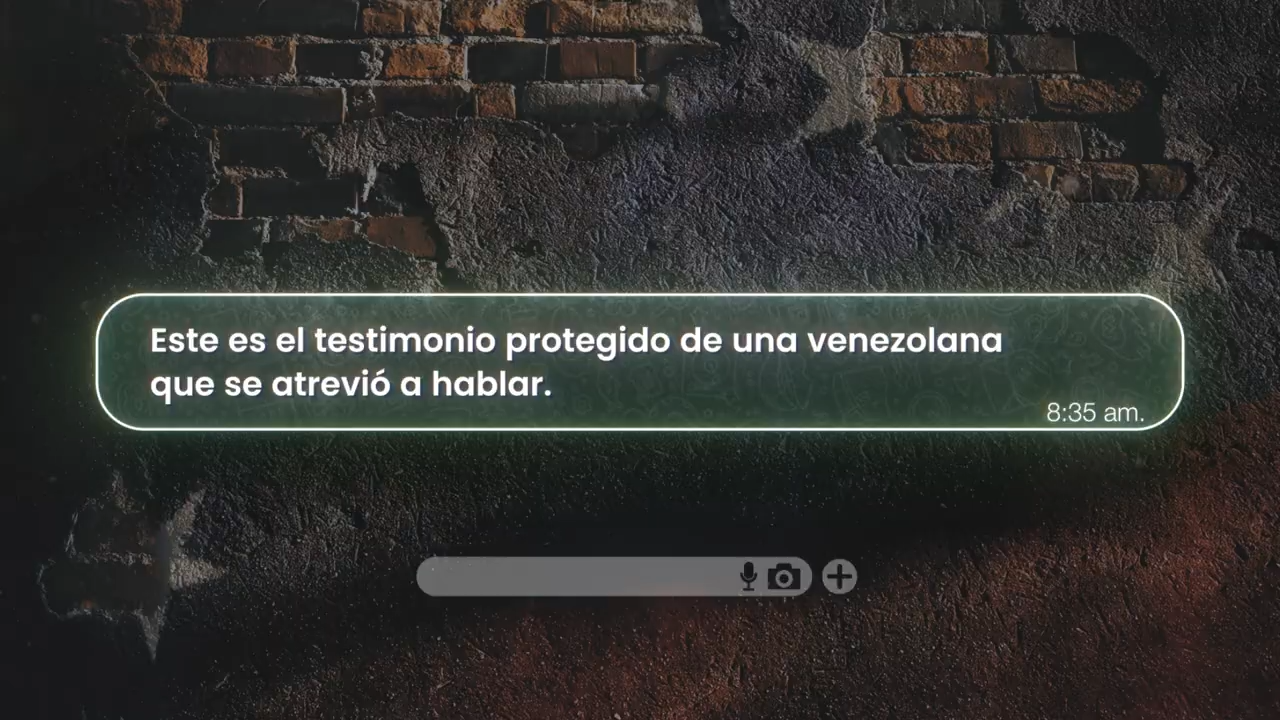 Este es el testimonio protegido de una venezolana
que se atrevió a hablar.
8:35 am.